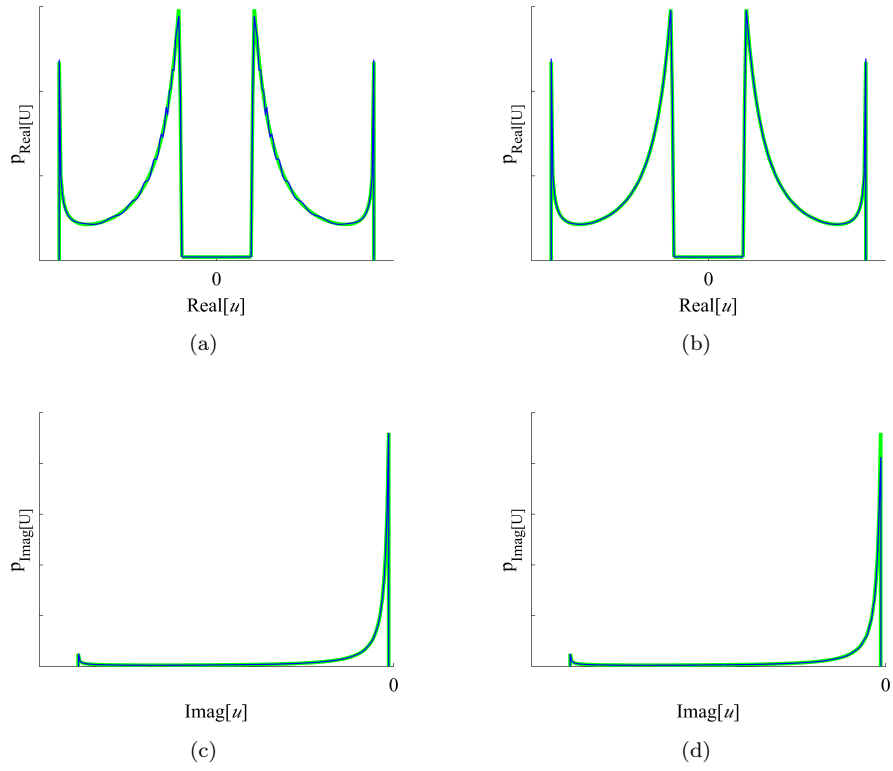 p_Real[U]
0
Real[u]
(a)
p_Real[U]
0
Real[u]
(b)
p_Imag[U]
0
Imag[u]
(c)
p_Imag[U]
0
Imag[u]
(d)